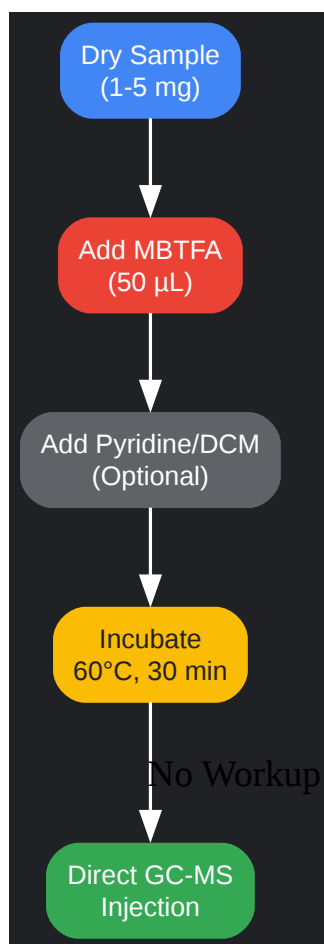 Dry Sample
(1-5 mg)
Add MBTFA
(50 µL)
Add Pyridine/DCM
(Optional)
Incubate
60°C, 30 min
No Workup
Direct GC-MS
Injection